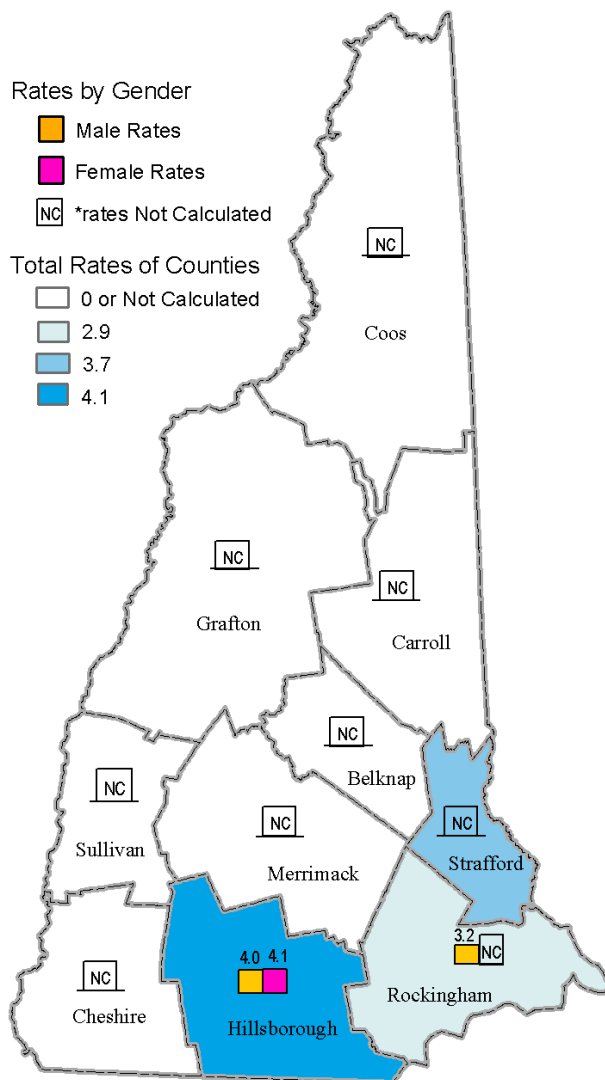 Rates by Gender
Male Rates
Female Rates
NC *rates Not Calculated
Total Rates of Counties
0 or Not Calculated
2.9
3.7
4.1
NC
Coos
NC
Grafton
NC
Carroll
NC
Belknap
NC
Sullivan
NC
Merrimack
NC
Strafford
NC
Cheshire
4.0 4.1
Hillsborough
3.2
NC
Rockingham